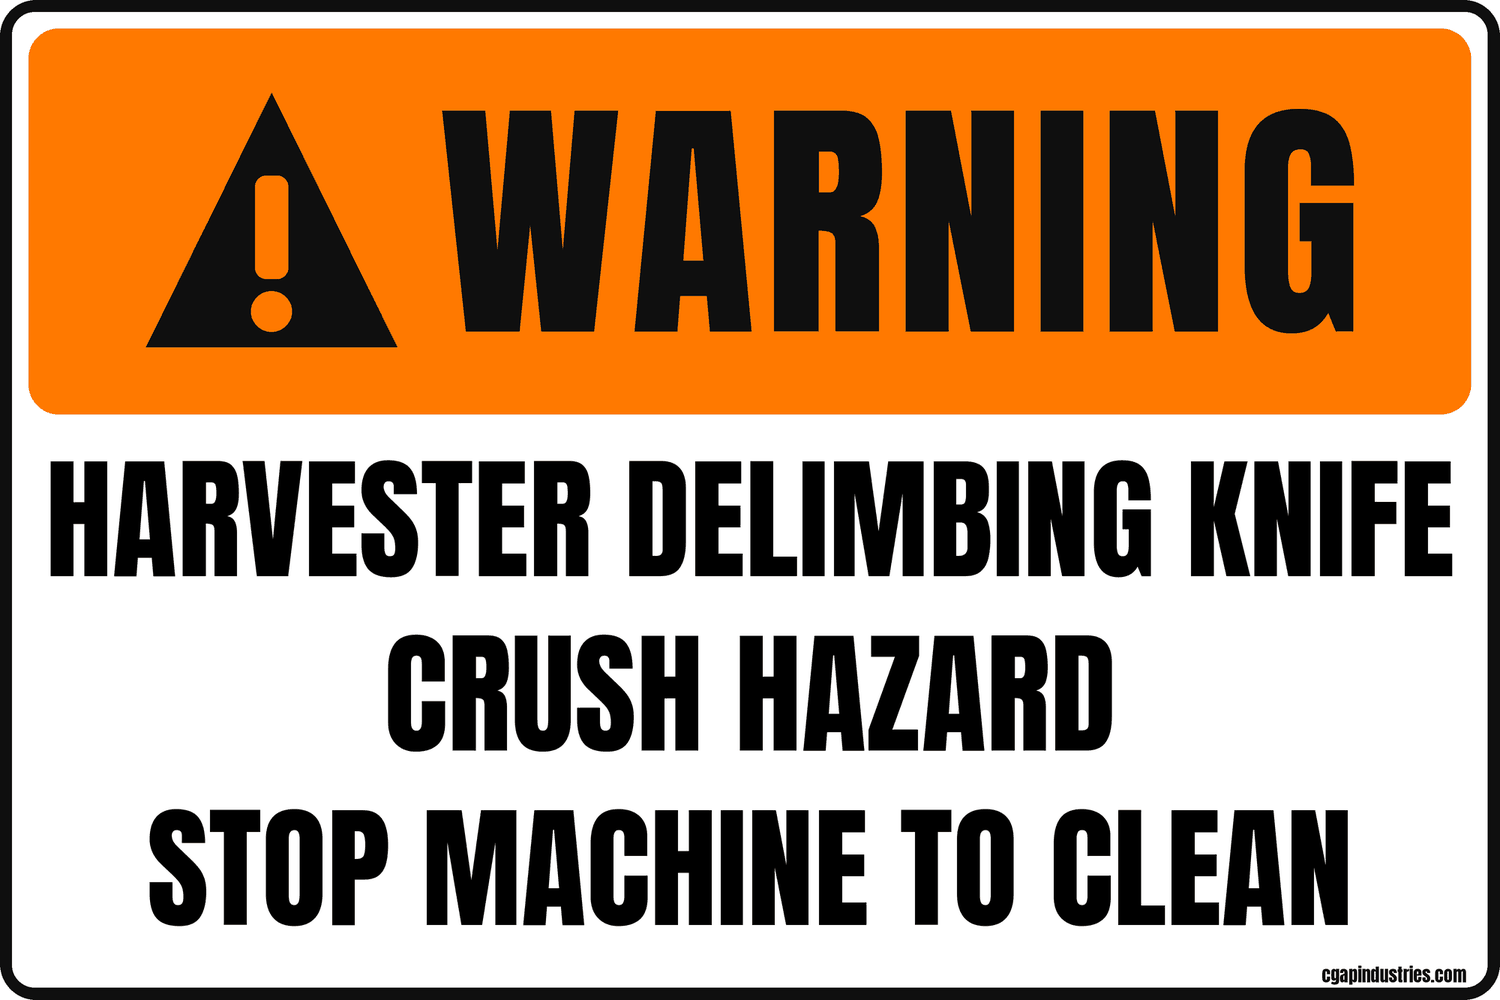 WARNING
HARVESTER DELIMBING KNIFE
CRUSH HAZARD
STOP MACHINE TO CLEAN
cgapindustries.com